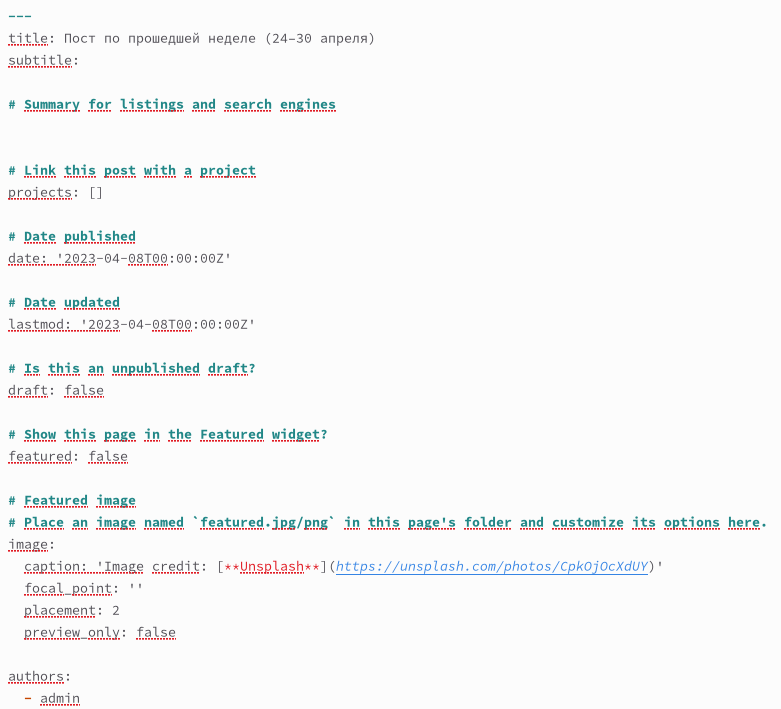 ---
title: Пост по прошедшей неделе (24-30 апреля)
subtitle:
# Summary for listings and search engines
# Link this post with a project
projects: []
# Date published
date: '2023-04-08T00:00:00Z'
# Date updated
lastmod: '2023-04-08T00:00:00Z'
# Is this an unpublished draft?
draft: false
# Show this page in the Featured widget?
featured: false
# Featured image
# Place an image named `featured.jpg/png` in this page's folder and customize its options here.
image:
  caption: 'Image credit: [**Unsplash**](https://unsplash.com/photos/CpkOjOcXdUY)'
  focal_point: ''
  placement: 2
  preview_only: false
authors:
  - admin